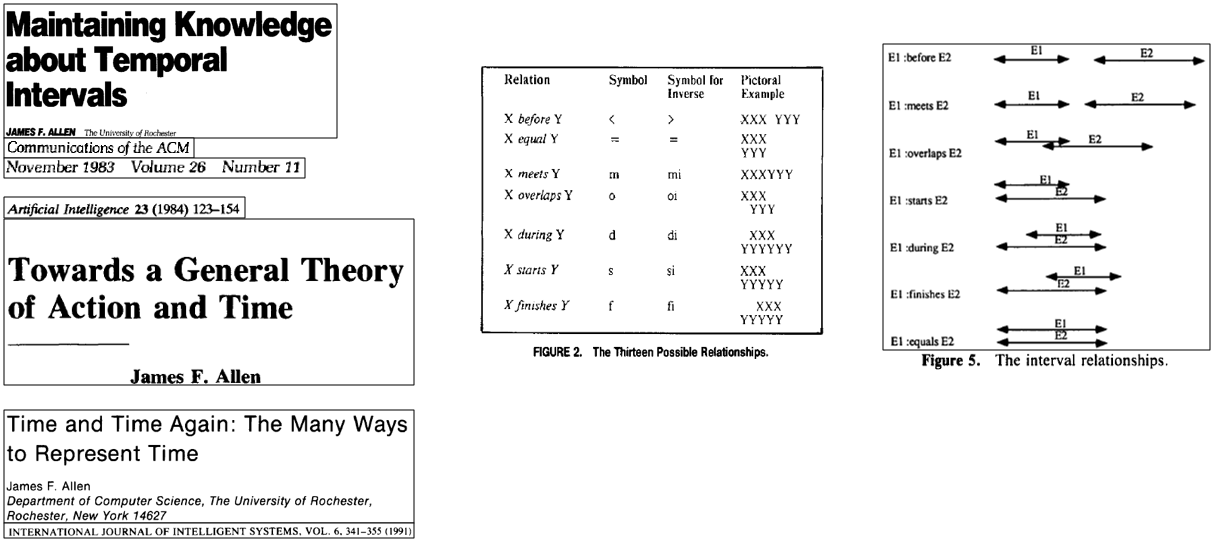 Maintaining Knowledge
about Temporal
Intervals
JAMES F. ALLEN The University of Rochester
Communications of the ACM
November 1983 Volume 26 Number 11
Artificial Intelligence 23 (1984) 123–154
Towards a General Theory
of Action and Time
James F. Allen
Time and Time Again: The Many Ways
to Represent Time
James F. Allen
Department of Computer Science, The University of Rochester,
Rochester, New York 14627
INTERNATIONAL JOURNAL OF INTELLIGENT SYSTEMS, VOL. 6, 341–355 (1991)
Relation Symbol Symbol for Pictoral
Inverse Example
X before Y < > XXX YYY
X equal Y = = XXX
YYY
X meets Y m mi XXXYYY
X overlaps Y o oi XXX
YYY
X during Y d di XXX
YYYYYY
X starts Y s si XXX
YYYYY
X finishes Y f fi XXX
YYYYY
FIGURE 2. The Thirteen Possible Relationships.
E1 :before E2 E1 E2
E1 :meets E2 E1 E2
E1 :overlaps E2 E1 E2
E1 :starts E2 E1
E2
E1 :during E2 E1
E2
E1 :finishes E2 E1
E2
E1 :equals E2 E1
E2
Figure 5. The interval relationships.